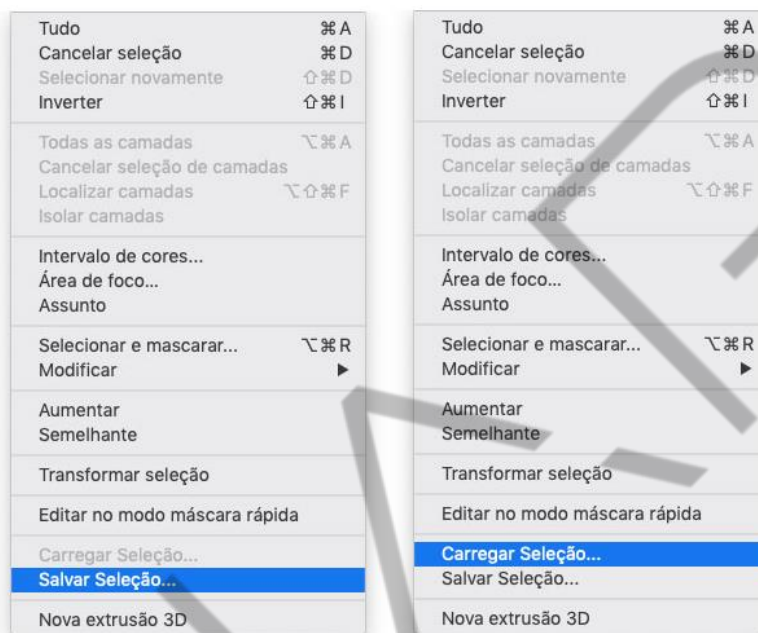 Tudo ⌘A
Cancelar seleção ⌘D
Selecionar novamente ⇧⌘D
Inverter ⇧⌘I
Todas as camadas ⌥⌘A
Cancelar seleção de camadas
Localizar camadas ⌥⇧⌘F
Isolar camadas
Intervalo de cores...
Área de foco...
Assunto
Selecionar e mascarar... ⌥⌘R
Modificar ▶
Aumentar
Semelhante
Transformar seleção
Editar no modo máscara rápida
Carregar Seleção...
Salvar Seleção...
Nova extrusão 3D
Tudo ⌘A
Cancelar seleção ⌘D
Selecionar novamente ⇧⌘D
Inverter ⇧⌘I
Todas as camadas ⌥⌘A
Cancelar seleção de camadas
Localizar camadas ⌥⇧⌘F
Isolar camadas
Intervalo de cores...
Área de foco...
Assunto
Selecionar e mascarar... ⌥⌘R
Modificar ▶
Aumentar
Semelhante
Transformar seleção
Editar no modo máscara rápida
Carregar Seleção...
Salvar Seleção...
Nova extrusão 3D